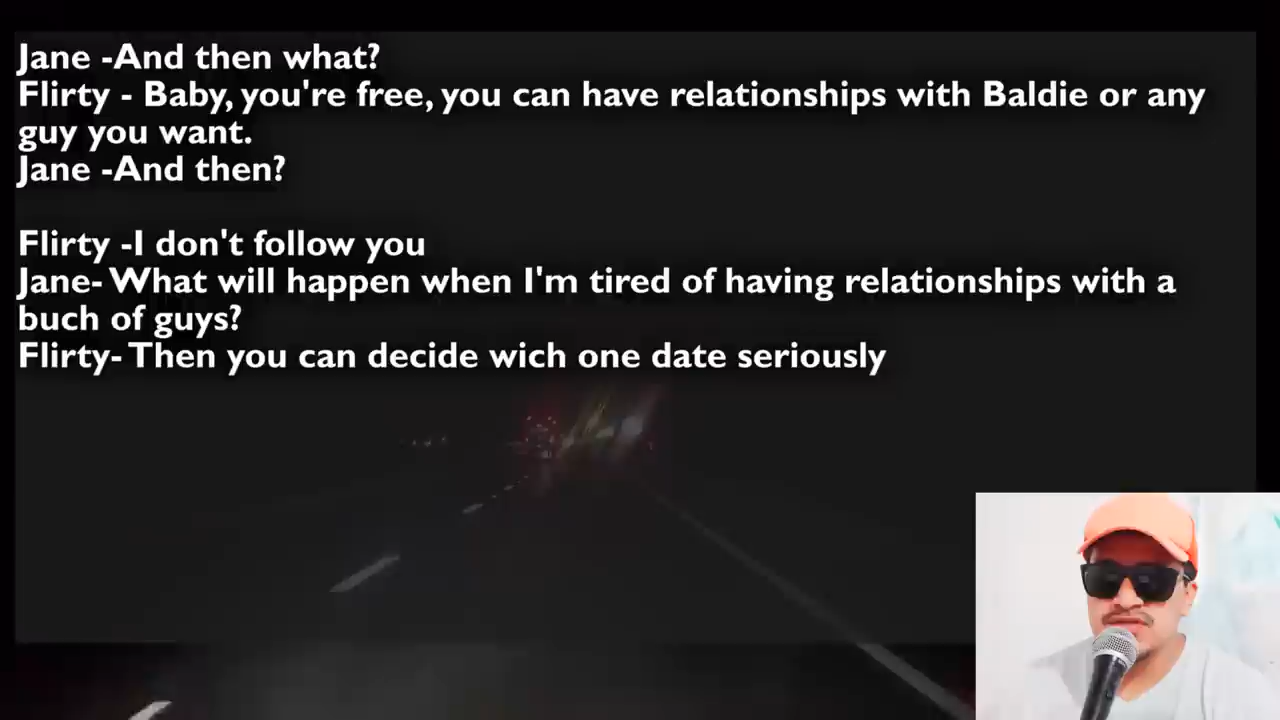 Jane -And then what?
Flirty - Baby, you're free, you can have relationships with Baldie or any
guy you want.
Jane -And then?
Flirty -I don't follow you
Jane- What will happen when I'm tired of having relationships with a
buch of guys?
Flirty- Then you can decide wich one date seriously